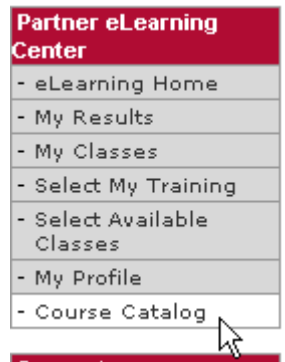 Partner eLearning
Center
- eLearning Home
- My Results
- My Classes
- Select My Training
- Select Available
Classes
- My Profile
- Course Catalog